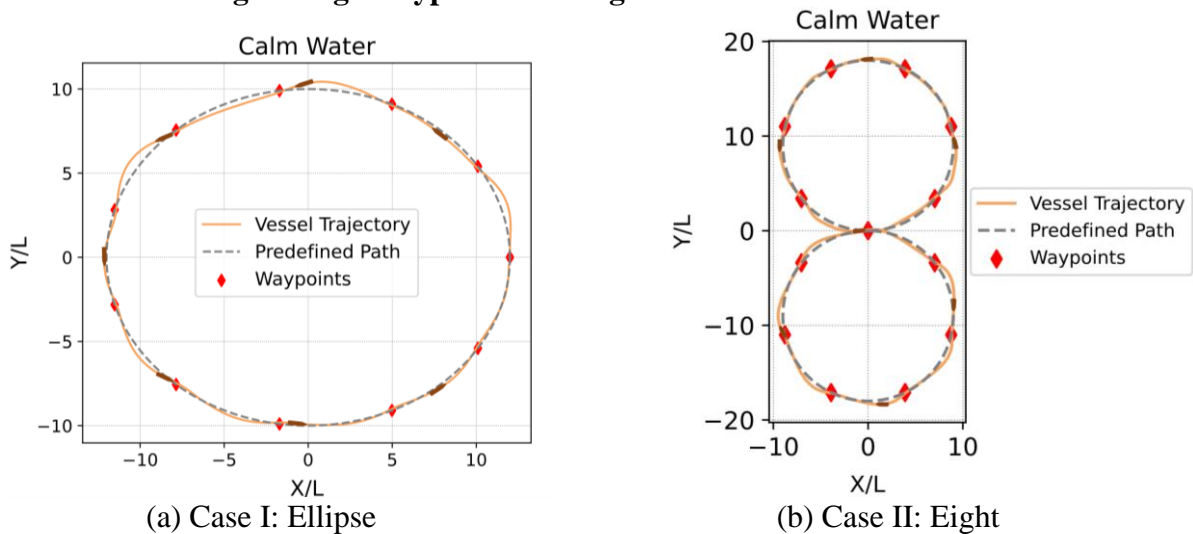 Calm Water
10
5
0
−5
−10
Y/L
−10
−5
0
5
10
X/L
Vessel Trajectory
Predefined Path
Waypoints
(a) Case I: Ellipse
Calm Water
20
10
0
−10
−20
Y/L
−10
0
10
X/L
Vessel Trajectory
Predefined Path
Waypoints
(b) Case II: Eight